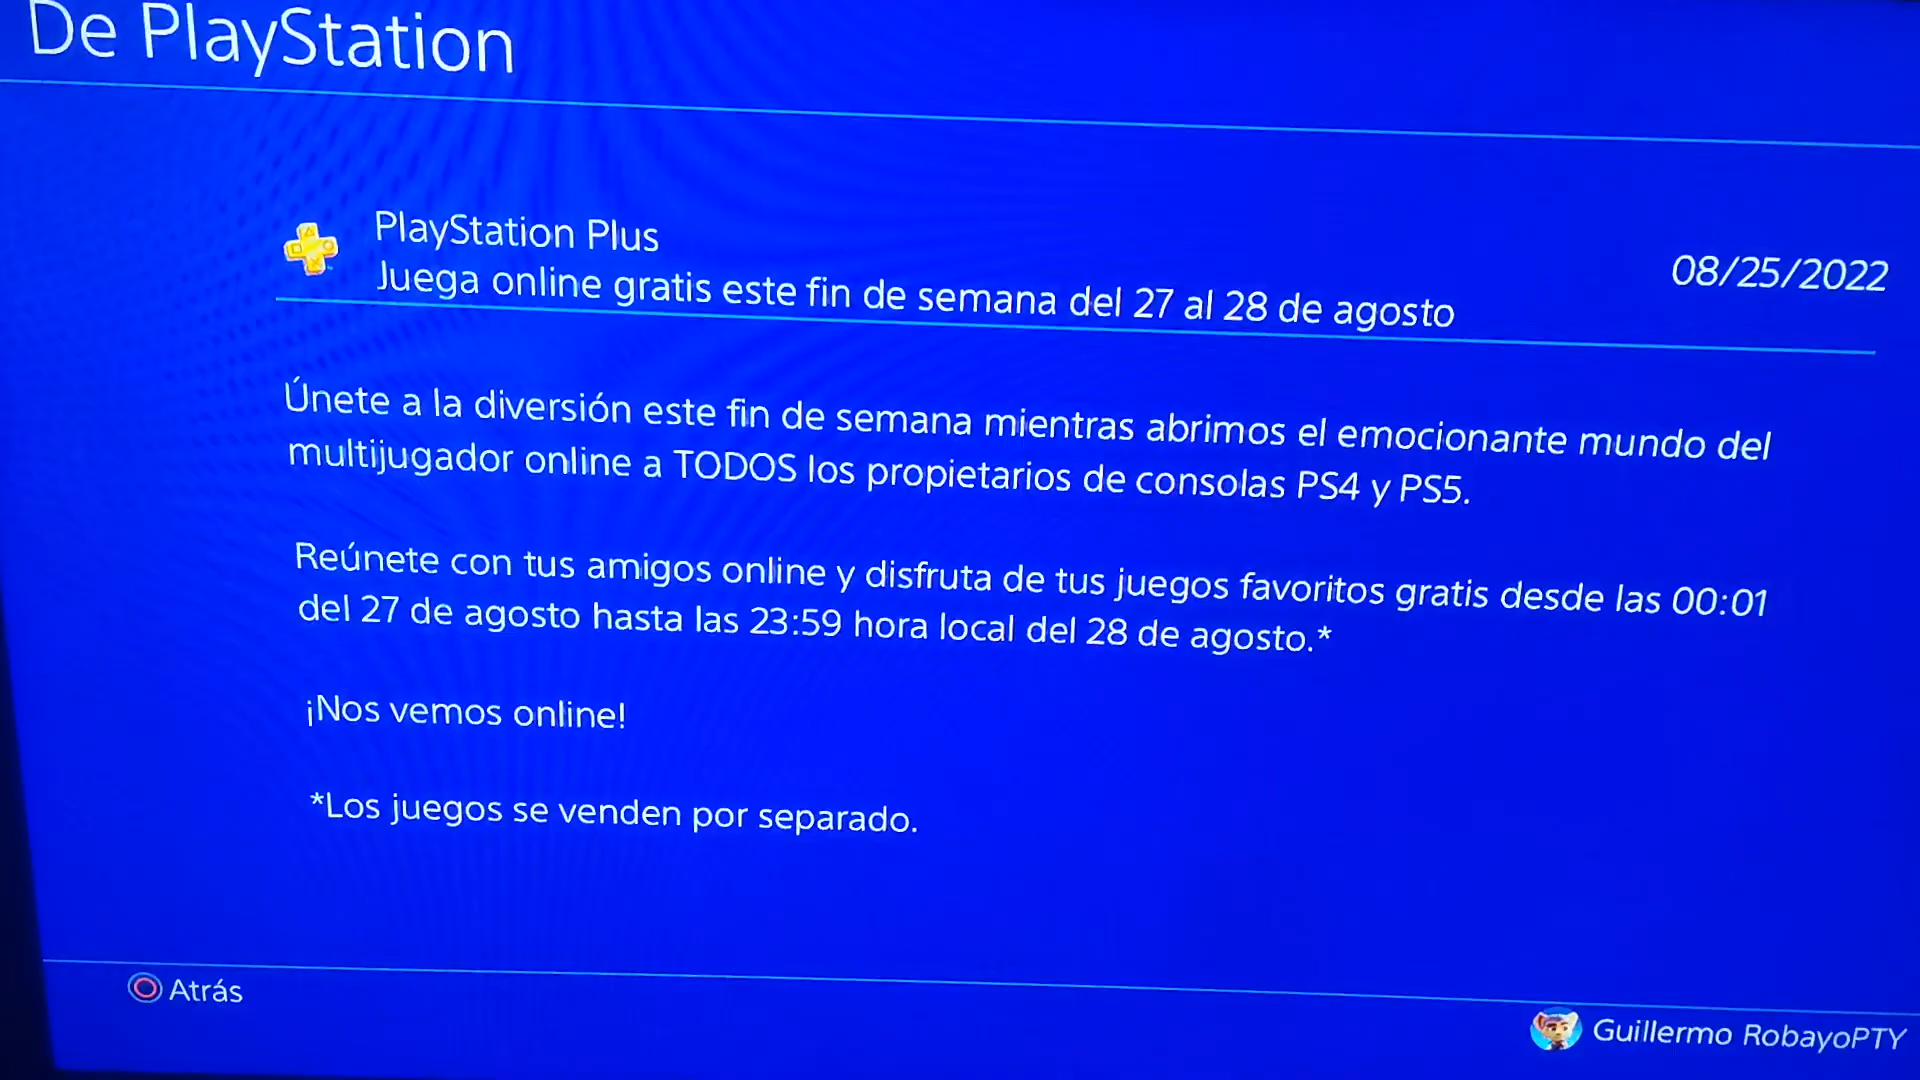 De PlayStation
PlayStation Plus
08/25/2022
Juega online gratis este fin de semana del 27 al 28 de agosto
Únete a la diversión este fin de semana mientras abrimos el emocionante mundo del
multijugador online a TODOS los propietarios de consolas PS4 y PS5.
Reúnete con tus amigos online y disfruta de tus juegos favoritos gratis desde las 00:01
del 27 de agosto hasta las 23:59 hora local del 28 de agosto.*
¡Nos vemos online!
*Los juegos se venden por separado.
Atrás
Guillermo RobayoPTY